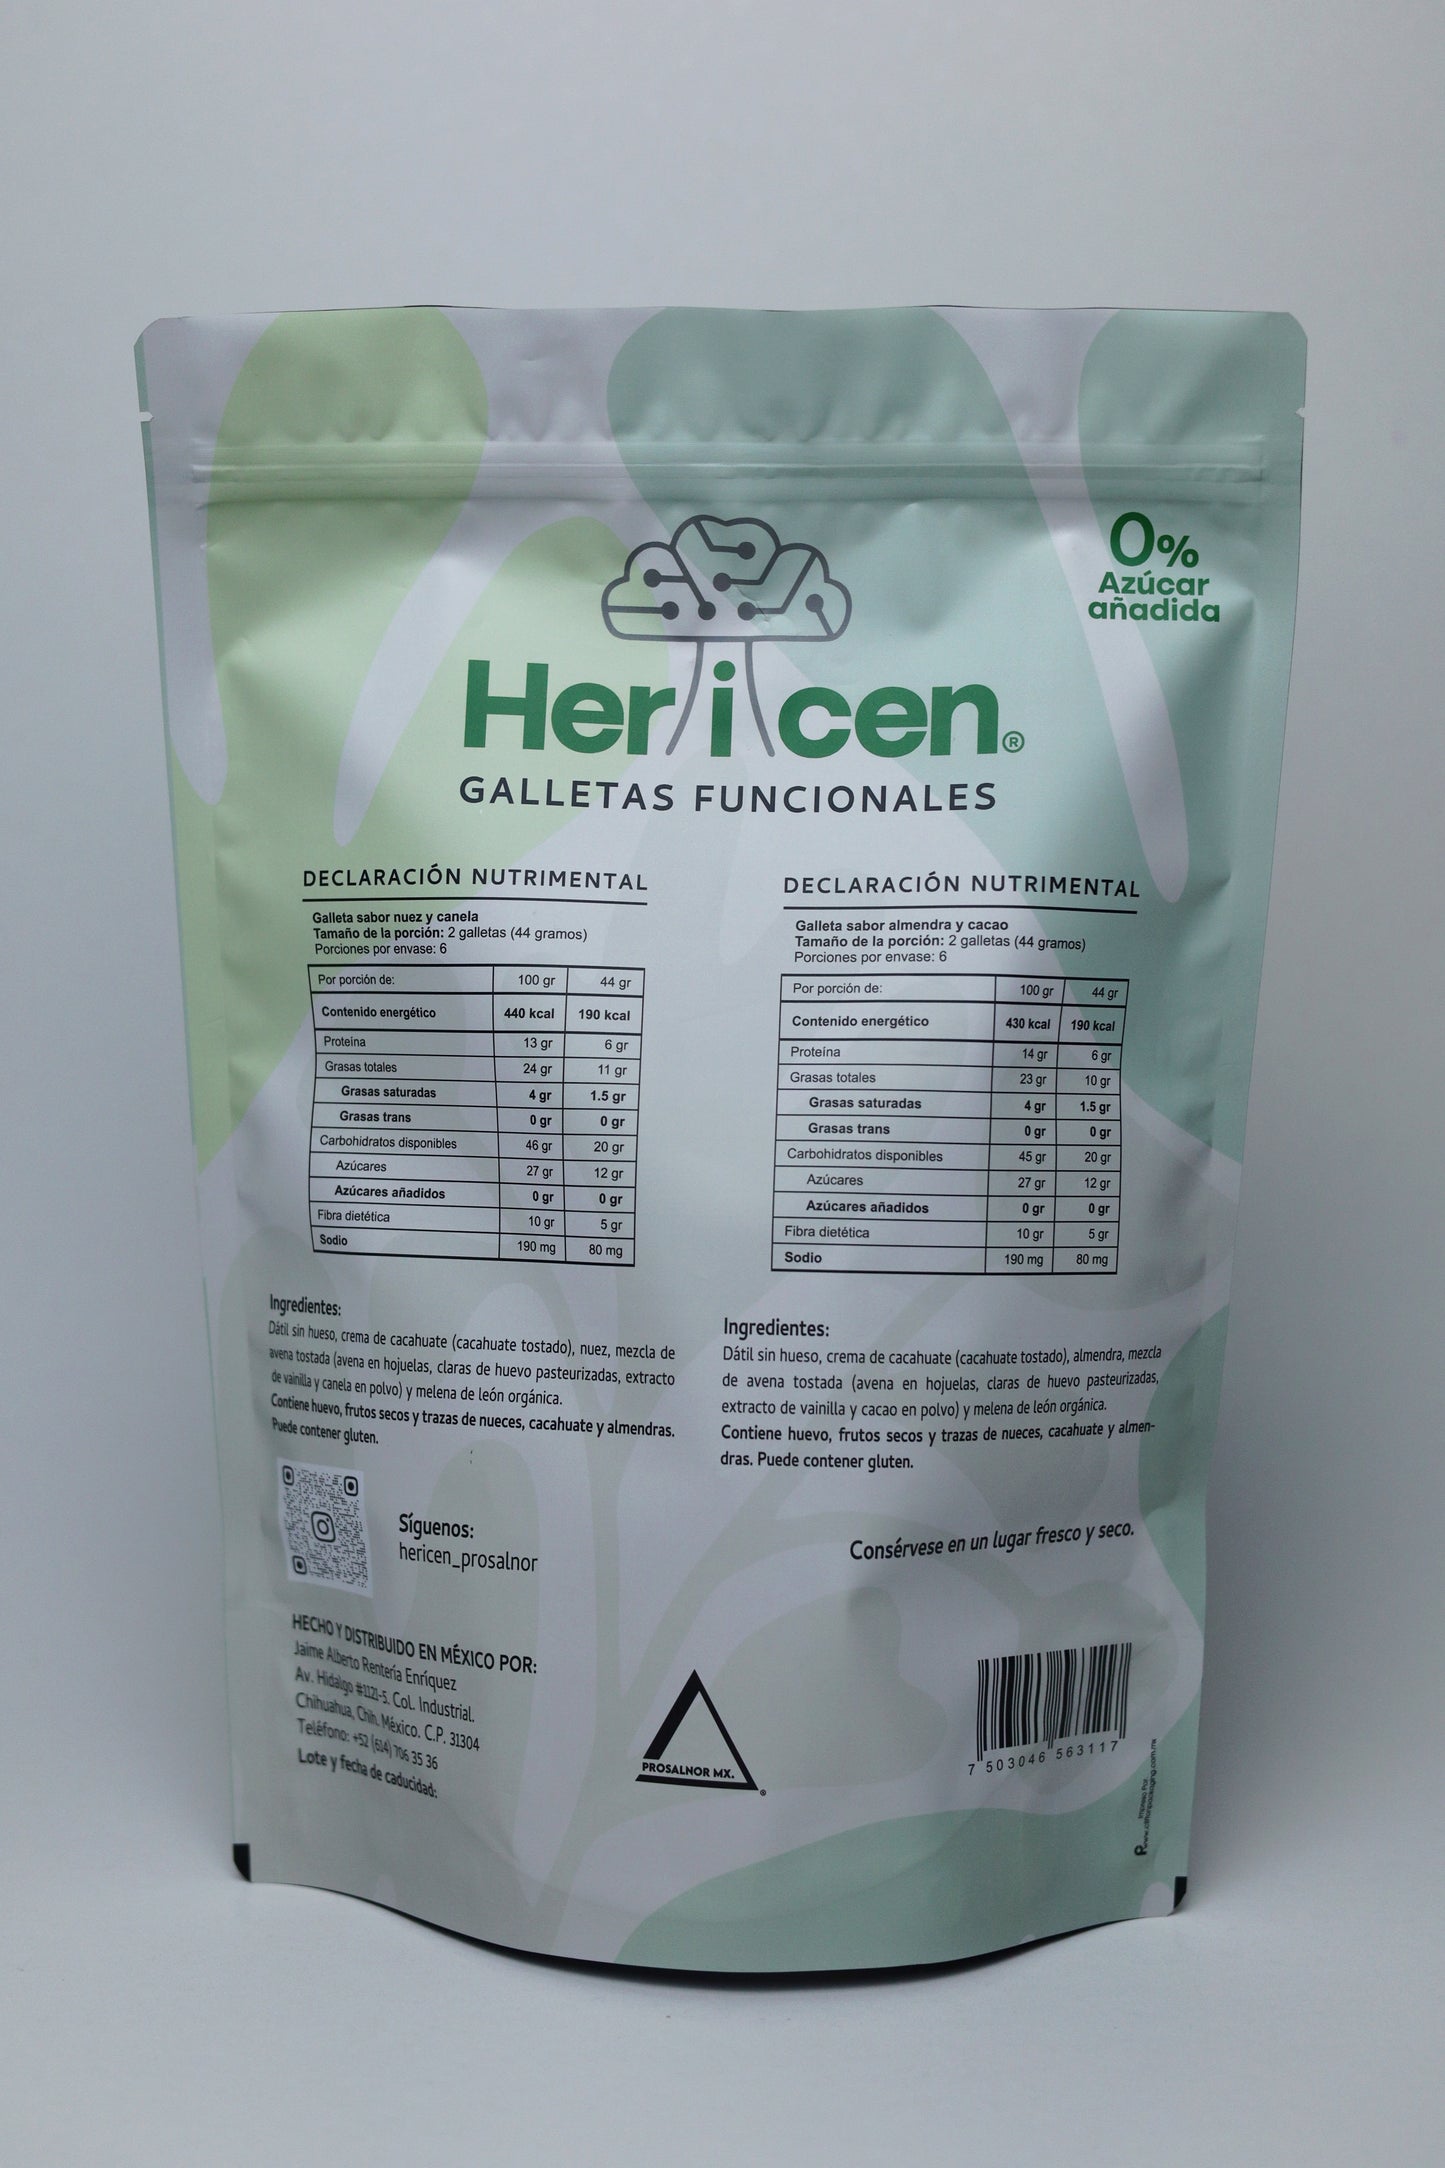 0%
Azúcar
añadida
Hericen®
GALLETAS FUNCIONALES
DECLARACIÓN NUTRIMENTAL
Galleta sabor nuez y canela
Tamaño de la porción: 2 galletas (44 gramos)
Porciones por envase: 6
Por porción de: 100 gr 44 gr
Contenido energético 440 kcal 190 kcal
Proteína 13 gr 6 gr
Grasas totales 24 gr 11 gr
Grasas saturadas 4 gr 1.5 gr
Grasas trans 0 gr 0 gr
Carbohidratos disponibles 46 gr 20 gr
Azúcares 27 gr 12 gr
Azúcares añadidos 0 gr 0 gr
Fibra dietética 10 gr 5 gr
Sodio 190 mg 80 mg
Ingredientes:
Dátil sin hueso, crema de cacahuate (cacahuate tostado), nuez, mezcla de
avena tostada (avena en hojuelas, claras de huevo pasteurizadas, extracto
de vainilla y canela en polvo) y melena de león orgánica.
Contiene huevo, frutos secos y trazas de nueces, cacahuate y almendras.
Puede contener gluten.
DECLARACIÓN NUTRIMENTAL
Galleta sabor almendra y cacao
Tamaño de la porción: 2 galletas (44 gramos)
Porciones por envase: 6
Por porción de: 100 gr 44 gr
Contenido energético 430 kcal 190 kcal
Proteína 14 gr 6 gr
Grasas totales 23 gr 10 gr
Grasas saturadas 4 gr 1.5 gr
Grasas trans 0 gr 0 gr
Carbohidratos disponibles 45 gr 20 gr
Azúcares 27 gr 12 gr
Azúcares añadidos 0 gr 0 gr
Fibra dietética 10 gr 5 gr
Sodio 190 mg 80 mg
Ingredientes:
Dátil sin hueso, crema de cacahuate (cacahuate tostado), almendra, mezcla
de avena tostada (avena en hojuelas, claras de huevo pasteurizadas,
extracto de vainilla y cacao en polvo) y melena de león orgánica.
Contiene huevo, frutos secos y trazas de nueces, cacahuate y almen-
dras. Puede contener gluten.
Síguenos:
hericen_prosalnor
Consérvese en un lugar fresco y seco.
HECHO Y DISTRIBUIDO EN MÉXICO POR:
Jaime Alberto Rentería Enríquez
Av. Hidalgo #1121-5. Col. Industrial.
Chihuahua, Chih. México. C.P. 31304
Teléfono: +52 (614) 706 35 36
Lote y fecha de caducidad:
PROSALNOR MX.®
7 503046 563117
Impreso Por